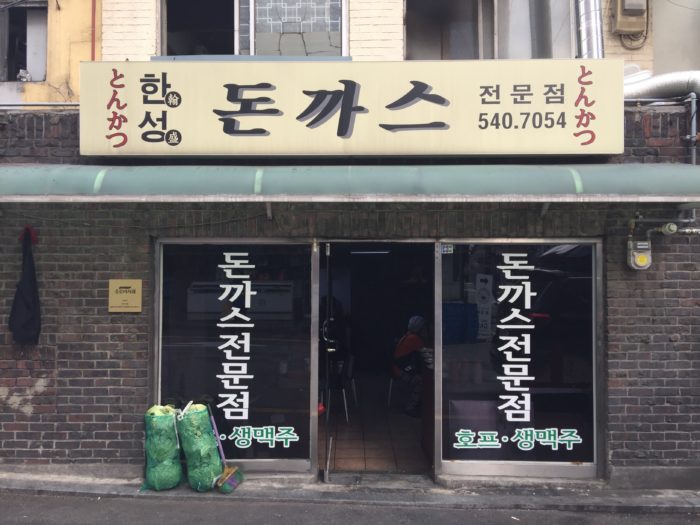 とんかつ
한성
翰盛
돈까스
전문점
540.7054
とんかつ
돈까스전문점
·생맥주
돈까스전문점
호프·생맥주